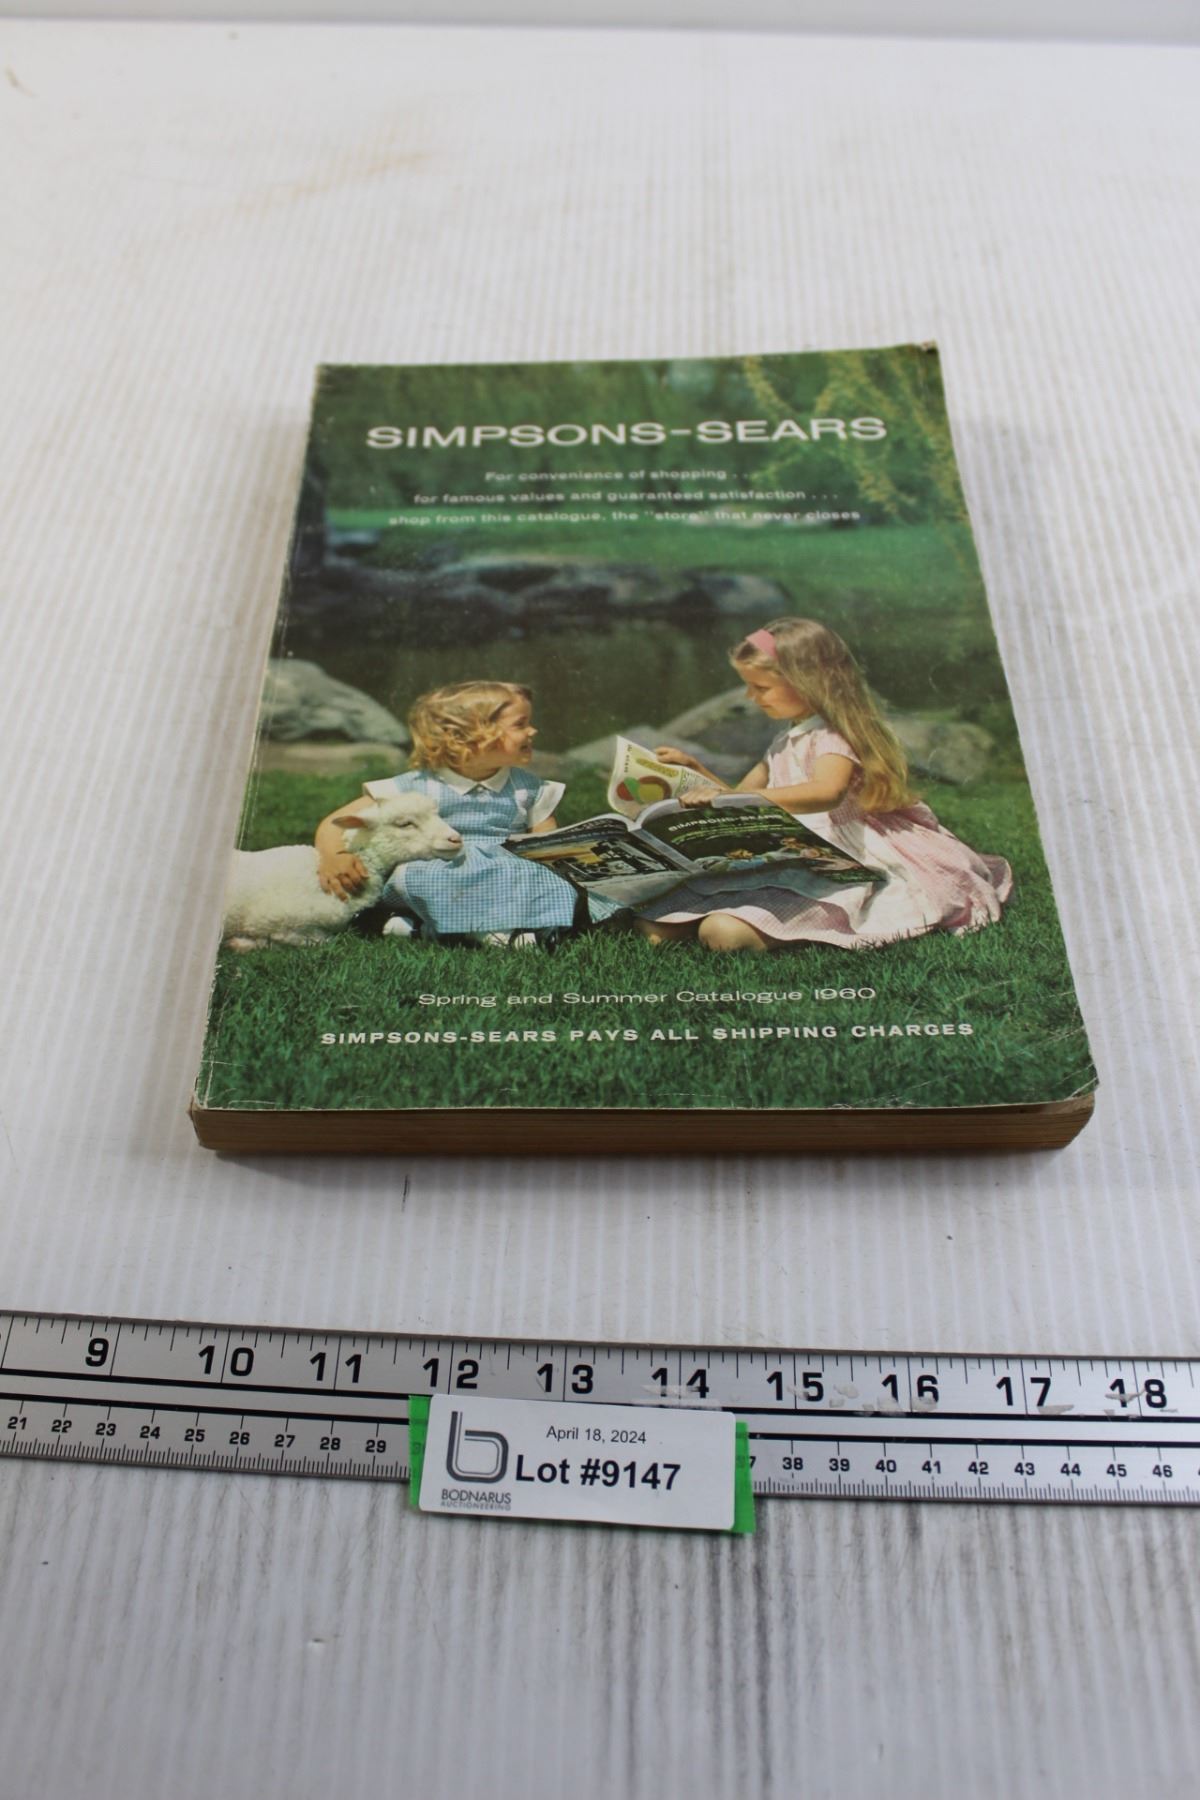 SIMPSONS-SEARS
For convenience of shopping . . .
for famous values and guaranteed satisfaction . . .
shop from this catalogue, the "store" that never closes
SIMPSONS-SEARS
Spring and Summer Catalogue 1960
SIMPSONS-SEARS PAYS ALL SHIPPING CHARGES
9 10 11 12 13 14 15 16 17 18
21 22 23 24 25 26 27 28 29 38 39 40 41 42 43 44 45 46
April 18, 2024
Lot #9147
BODNARUS
AUCTIONEERING